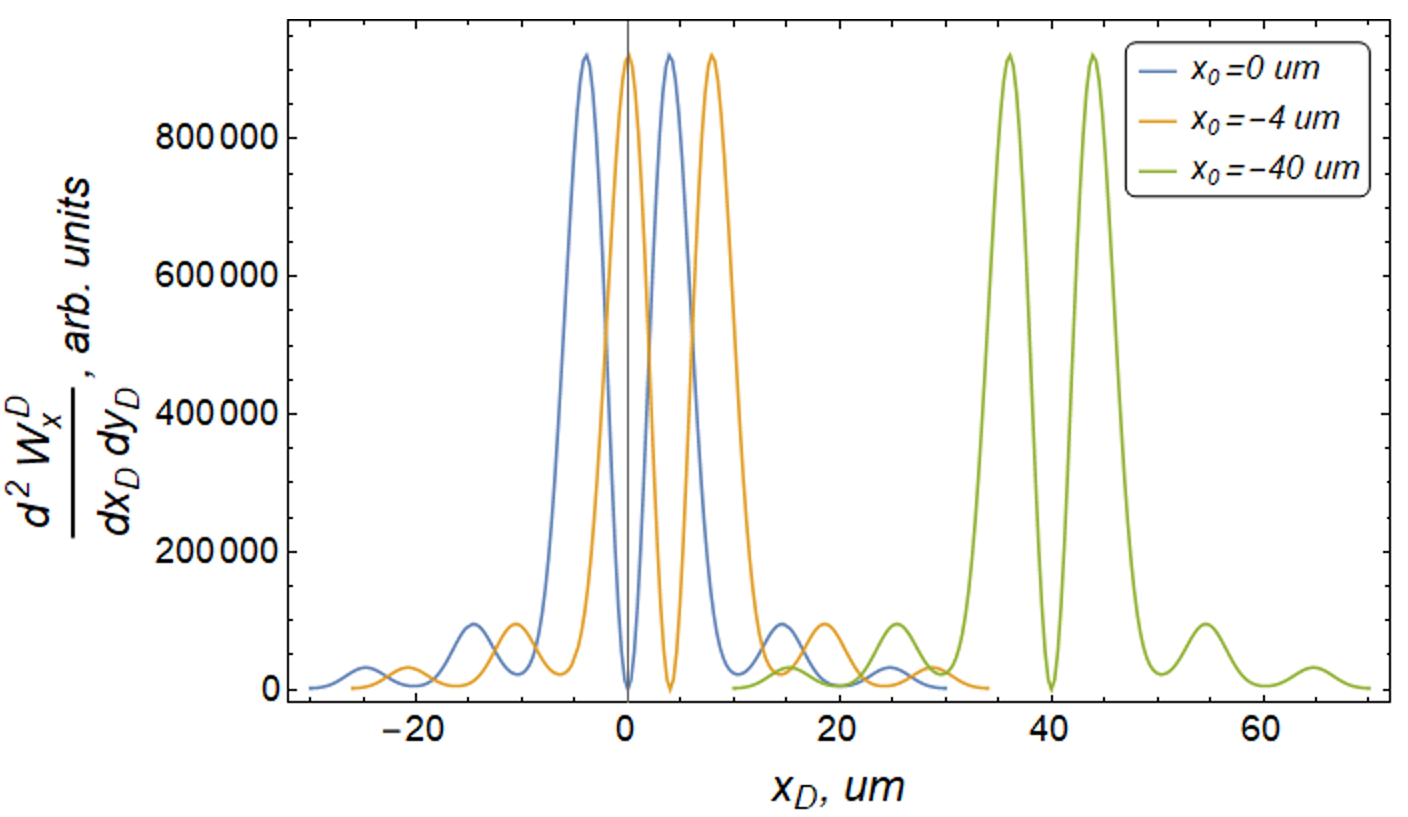 x₀ =0 um
x₀ =−4 um
x₀ =−40 um
d² Wₓᴰ
dx_D dy_D
, arb. units
800 000
600 000
400 000
200 000
0
−20 0 20 40 60
x_D, um